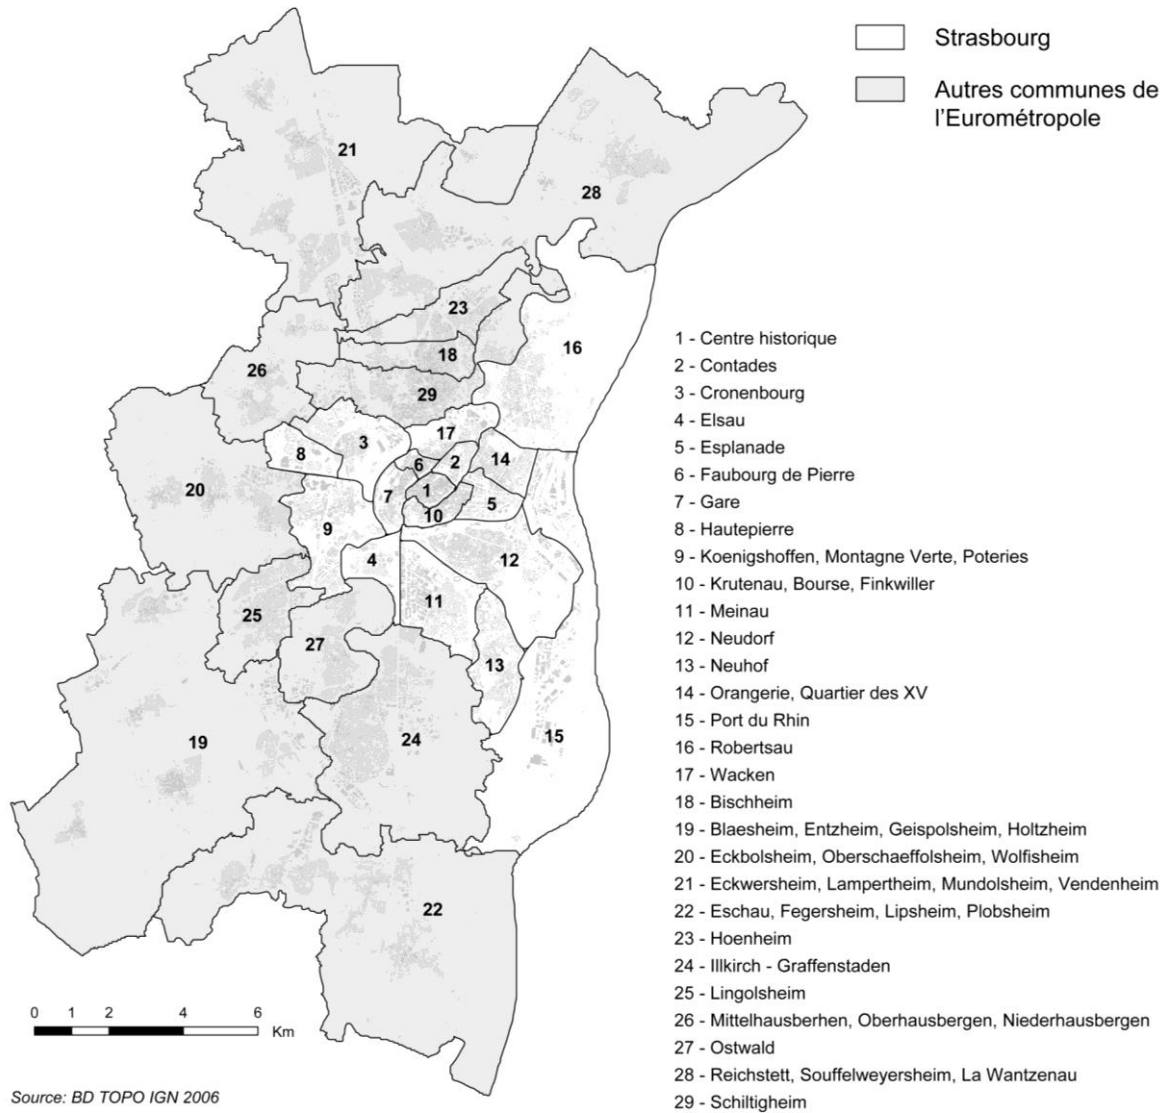 Strasbourg
Autres communes de
l'Eurométropole
21
28
23
16
18
26
29
17
3
8
14
2
6
20
7
1
5
10
9
12
4
11
25
27
13
15
24
19
22
1 - Centre historique
2 - Contades
3 - Cronenbourg
4 - Elsau
5 - Esplanade
6 - Faubourg de Pierre
7 - Gare
8 - Hautepierre
9 - Koenigshoffen, Montagne Verte, Poteries
10 - Krutenau, Bourse, Finkwiller
11 - Meinau
12 - Neudorf
13 - Neuhof
14 - Orangerie, Quartier des XV
15 - Port du Rhin
16 - Robertsau
17 - Wacken
18 - Bischheim
19 - Blaesheim, Entzheim, Geispolsheim, Holtzheim
20 - Eckbolsheim, Oberschaeffolsheim, Wolfisheim
21 - Eckwersheim, Lampertheim, Mundolsheim, Vendenheim
22 - Eschau, Fegersheim, Lipsheim, Plobsheim
23 - Hoenheim
24 - Illkirch - Graffenstaden
25 - Lingolsheim
26 - Mittelhausberhen, Oberhausbergen, Niederhausbergen
27 - Ostwald
28 - Reichstett, Souffelweyersheim, La Wantzenau
29 - Schiltigheim
0 1 2 4 6
Km
Source: BD TOPO IGN 2006